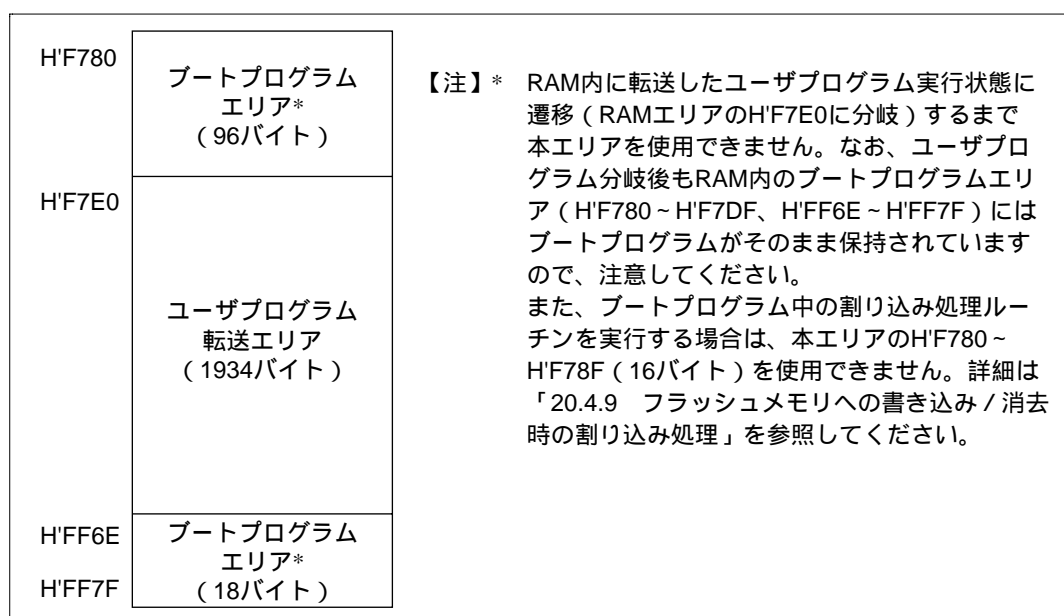 H'F780
ブートプログラム
エリア*
(96バイト)
H'F7E0
ユーザプログラム
転送エリア
(1934バイト)
H'FF6E
ブートプログラム
エリア*
H'FF7F
(18バイト)
【注】* RAM内に転送したユーザプログラム実行状態に
遷移(RAMエリアのH'F7E0に分岐)するまで
本エリアを使用できません。なお、ユーザプロ
グラム分岐後もRAM内のブートプログラムエリ
ア(H'F780~H'F7DF、H'FF6E~H'FF7F)には
ブートプログラムがそのまま保持されています
ので、注意してください。
また、ブートプログラム中の割り込み処理ルー
チンを実行する場合は、本エリアのH'F780~
H'F78F(16バイト)を使用できません。詳細は
「20.4.9 フラッシュメモリへの書き込み/消去
時の割り込み処理」を参照してください。